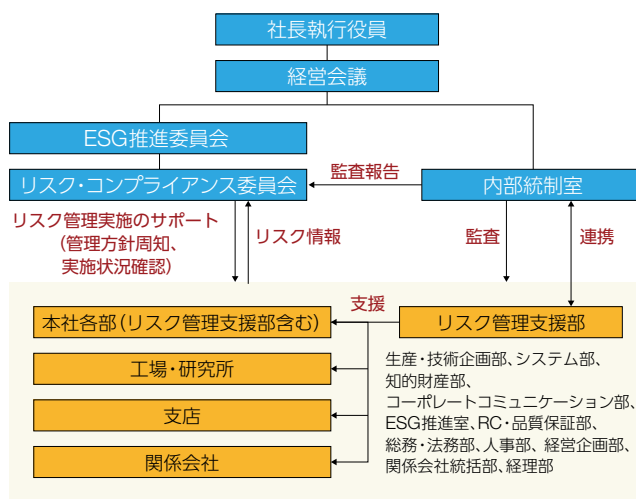 社長執行役員
経営会議
ESG推進委員会
リスク・コンプライアンス委員会
監査報告
内部統制室
リスク管理実施のサポート
(管理方針周知、
実施状況確認)
リスク情報
監査
連携
本社各部(リスク管理支援部含む)
支援
リスク管理支援部
工場・研究所
支店
関係会社
生産・技術企画部、システム部、
知的財産部、
コーポレートコミュニケーション部、
ESG推進室、RC・品質保証部、
総務・法務部、人事部、経営企画部、
関係会社統括部、経理部